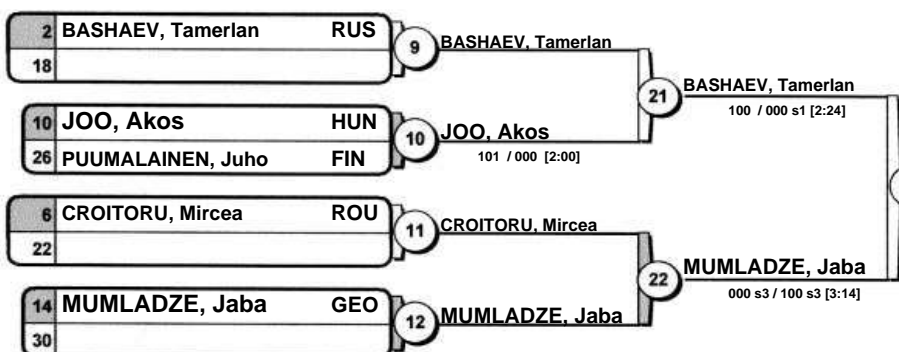 2 BASHAEV, Tamerlan RUS
18
9 BASHAEV, Tamerlan
10 JOO, Akos HUN
26 PUUMALAINEN, Juho FIN
10 JOO, Akos
101 / 000 [2:00]
21 BASHAEV, Tamerlan
100 / 000 s1 [2:24]
6 CROITORU, Mircea ROU
22
11 CROITORU, Mircea
14 MUMLADZE, Jaba GEO
30
12 MUMLADZE, Jaba
22 MUMLADZE, Jaba
000 s3 / 100 s3 [3:14]